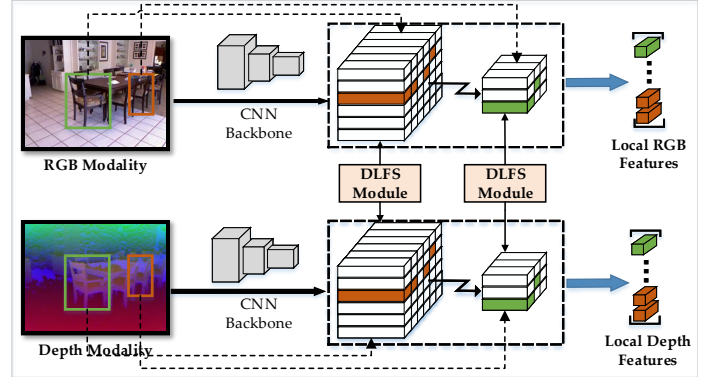 CNN
Backbone
RGB Modality
DLFS
Module
DLFS
Module
Local RGB
Features
CNN
Backbone
Depth Modality
Local Depth
Features